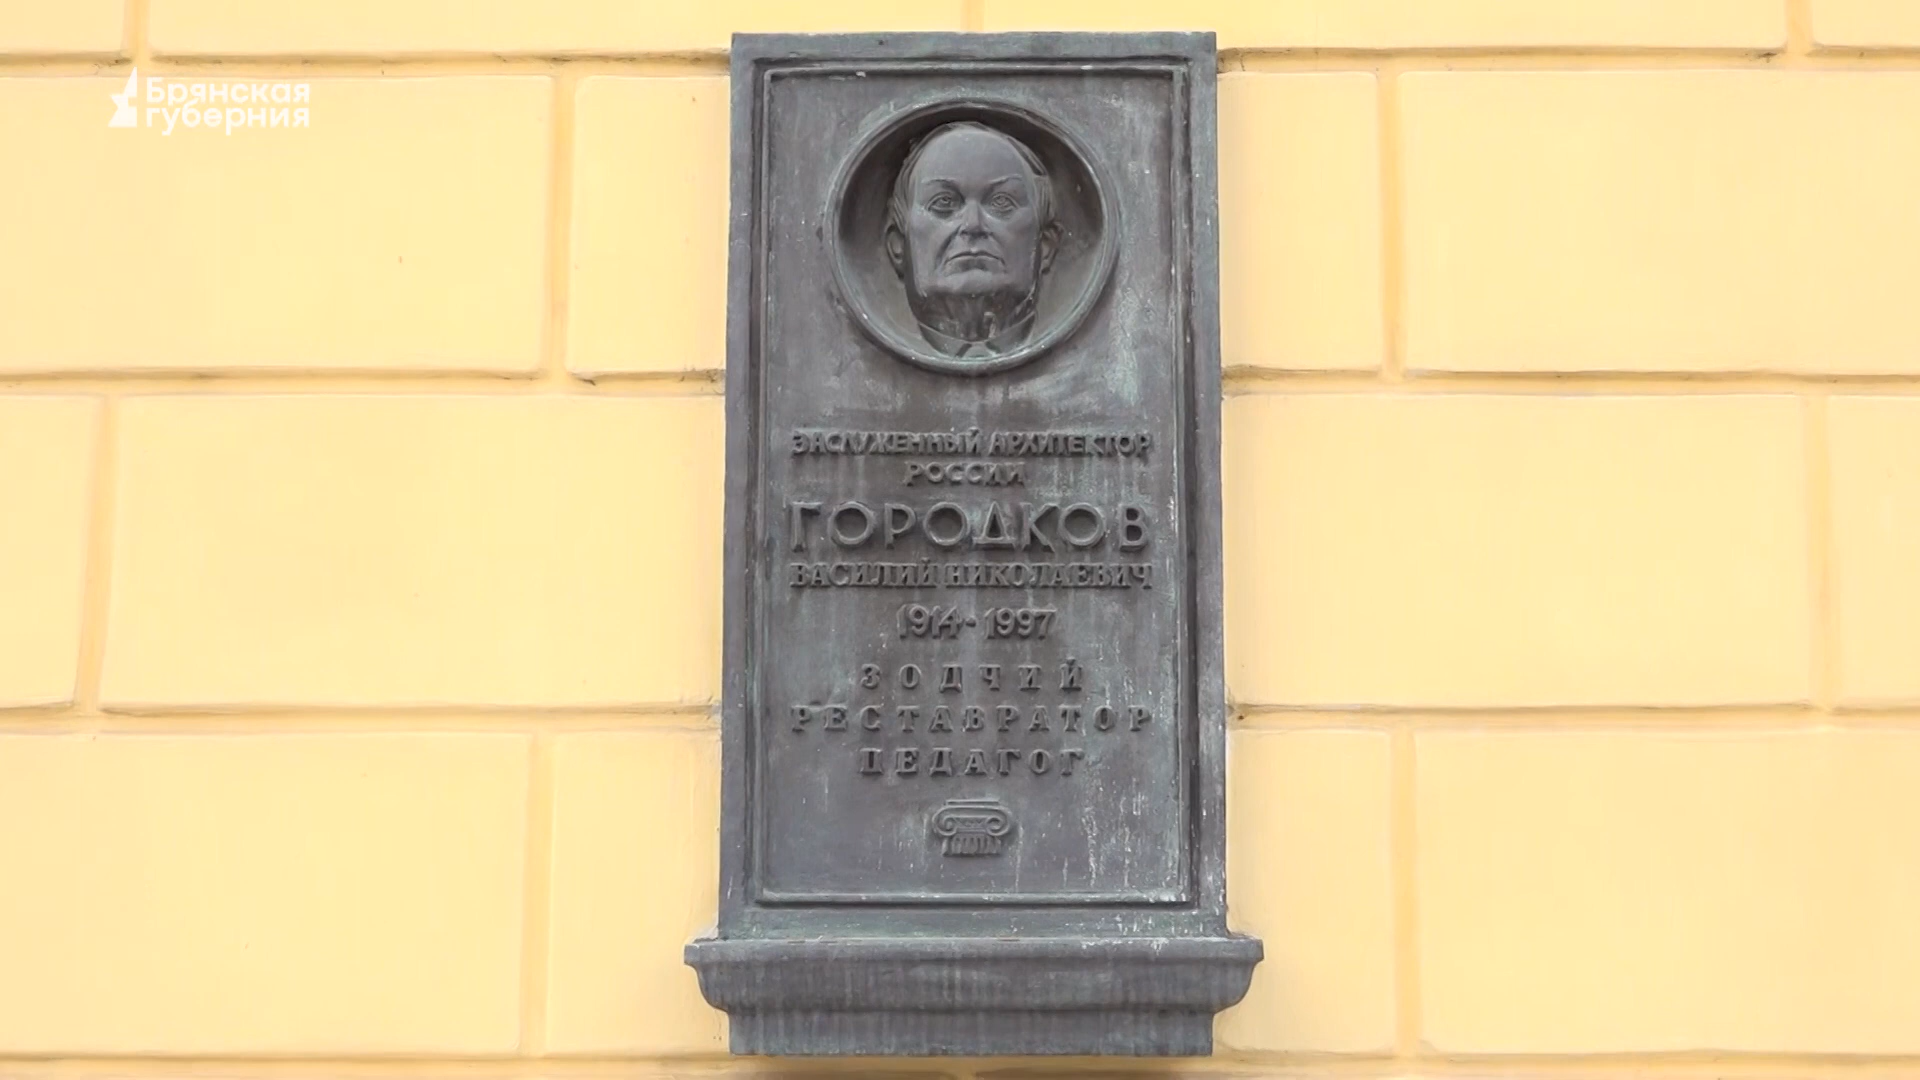 Брянская
губерния
ЗАСЛУЖЕННЫЙ АРХИТЕКТОР
РОССИИ
ГОРОДКОВ
ВАСИЛИЙ НИКОЛАЕВИЧ
1914 · 1997
ЗОДЧИЙ
РЕСТАВРАТОР
ПЕДАГОГ